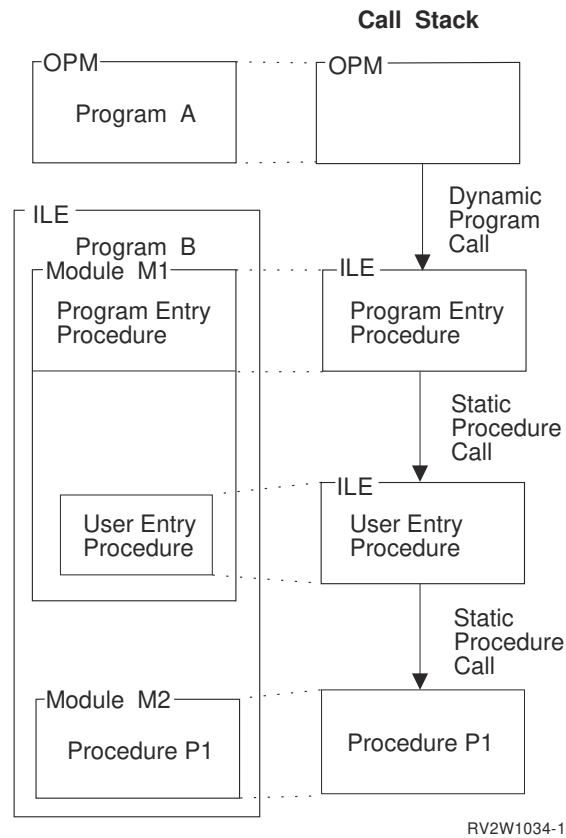 Call Stack
OPM
OPM
Program A
Dynamic
Program
Call
ILE
Program B
Module M1
ILE
Program Entry
Procedure
Program Entry
Procedure
Static
Procedure
Call
ILE
User Entry
Procedure
User Entry
Procedure
Static
Procedure
Call
Module M2
Procedure P1
Procedure P1
RV2W1034-1